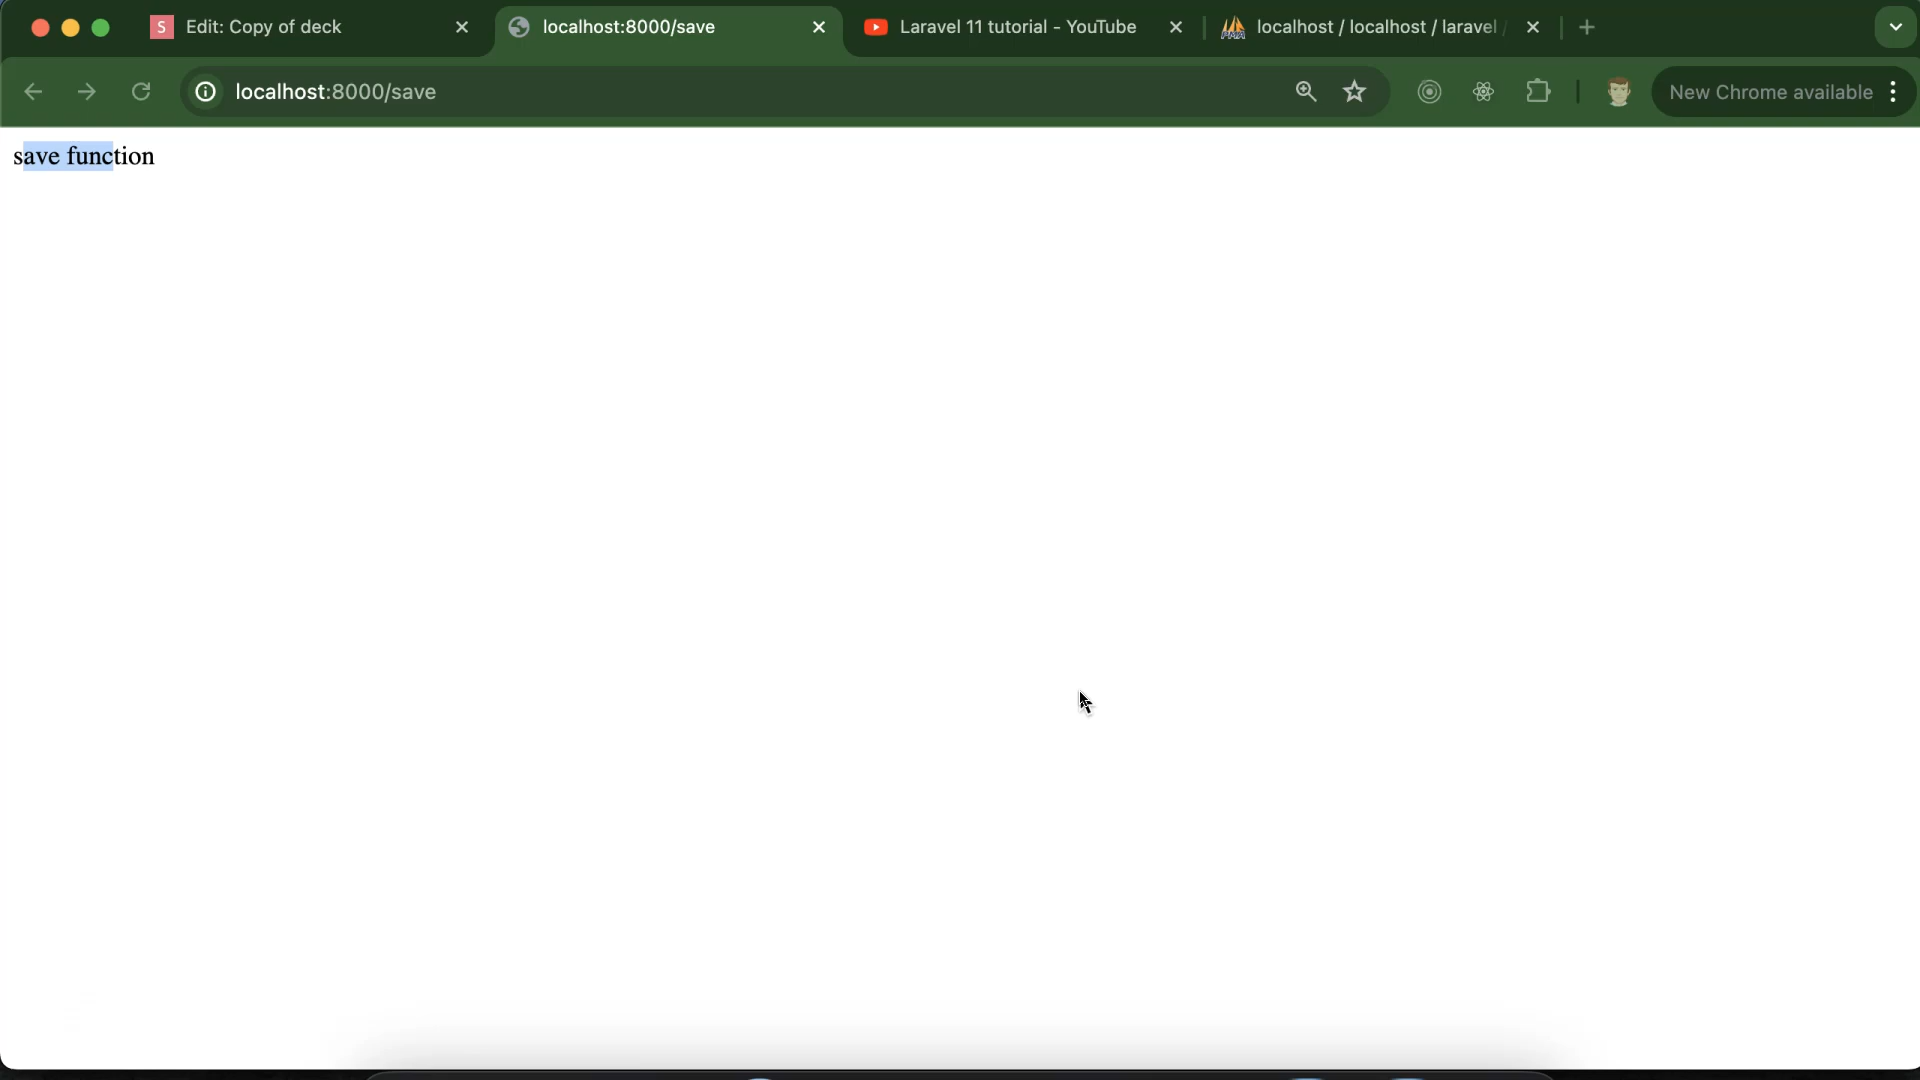 S Edit: Copy of deck
localhost:8000/save
Laravel 11 tutorial - YouTube
localhost / localhost / laravel /
localhost:8000/save
New Chrome available
save function